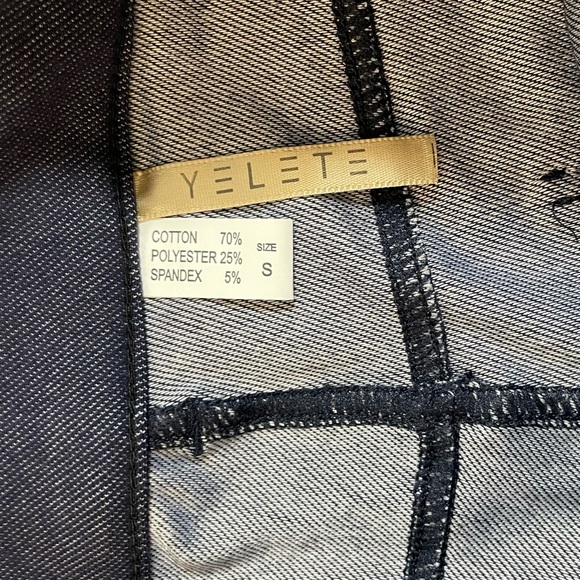 YELETE
COTTON 70%
POLYESTER 25%
SPANDEX 5%
SIZE
S